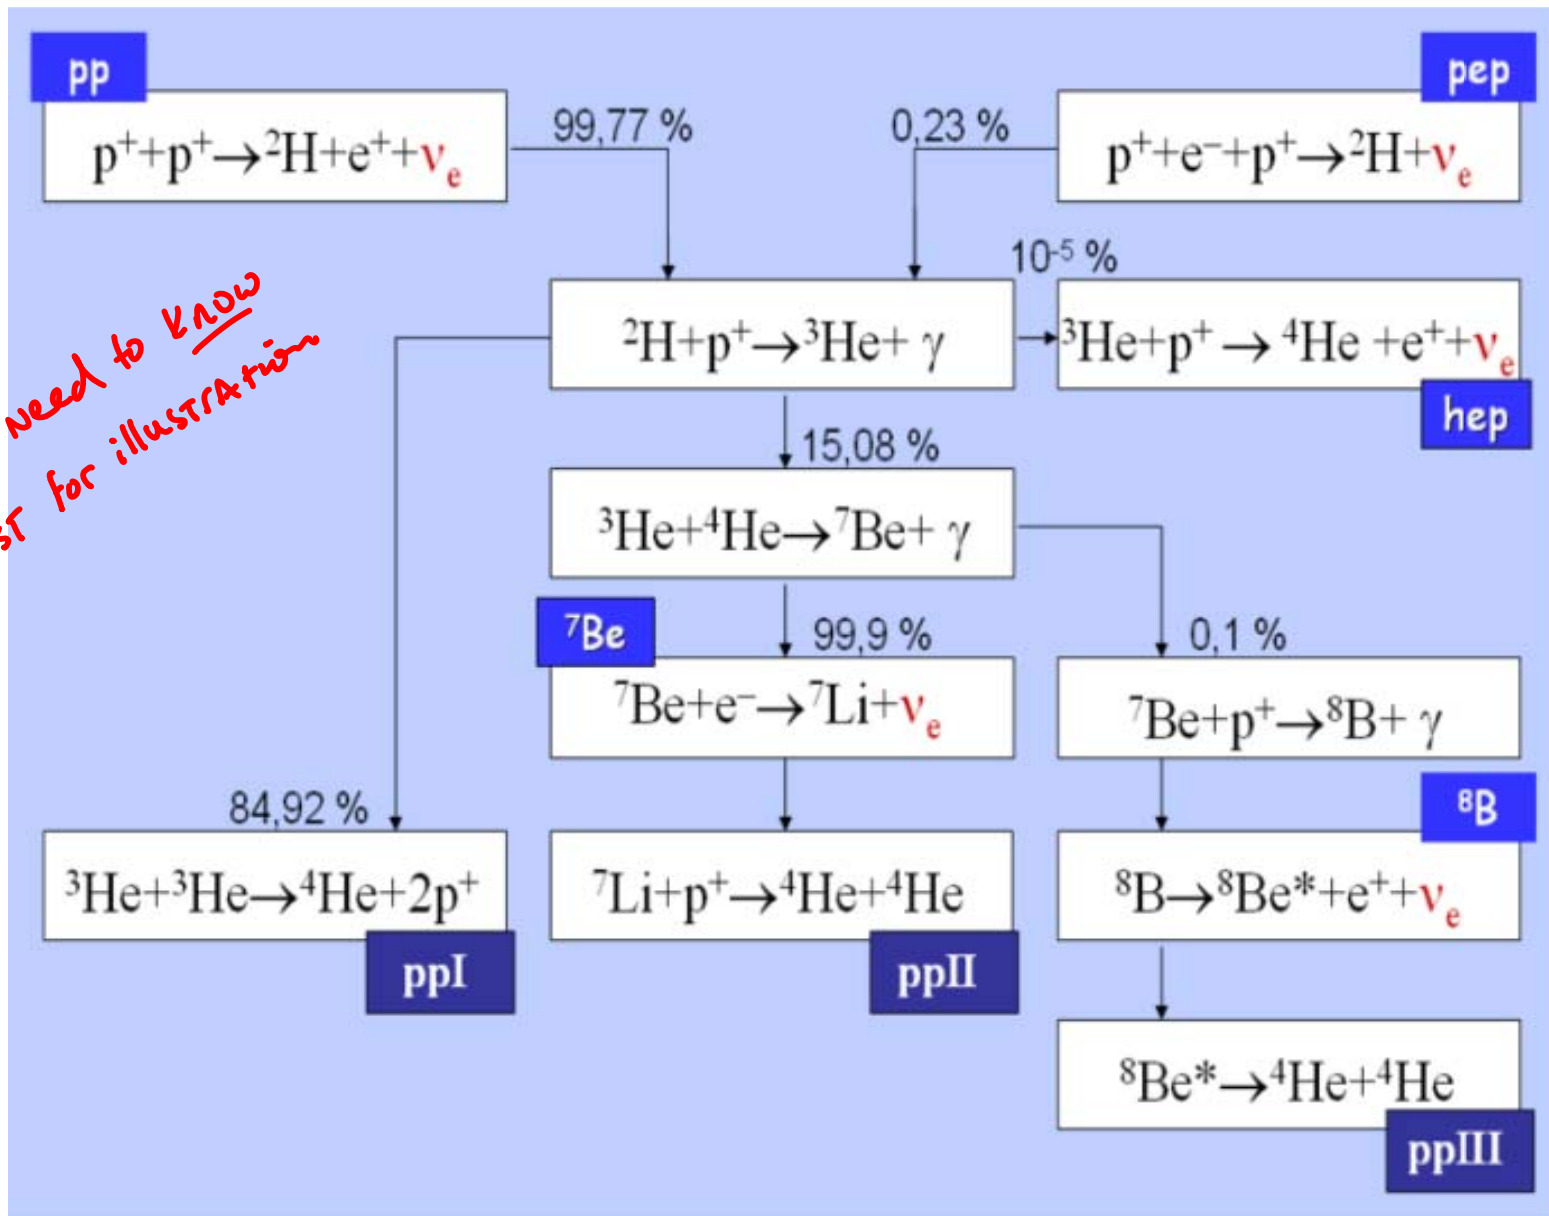 pp
pep
p⁺+p⁺→²H+e⁺+νₑ
99,77 %
0,23 %
p⁺+e⁻+p⁺→²H+νₑ
10⁻⁵ %
²H+p⁺→³He+ γ
³He+p⁺→ ⁴He +e⁺+νₑ
hep
need to know
for illustration
15,08 %
³He+⁴He→⁷Be+ γ
⁷Be
99,9 %
0,1 %
⁷Be+e⁻→⁷Li+νₑ
⁷Be+p⁺→⁸B+ γ
84,92 %
⁸B
³He+³He→⁴He+2p⁺
⁷Li+p⁺→⁴He+⁴He
⁸B→⁸Be*+e⁺+νₑ
ppI
ppII
⁸Be*→⁴He+⁴He
ppIII